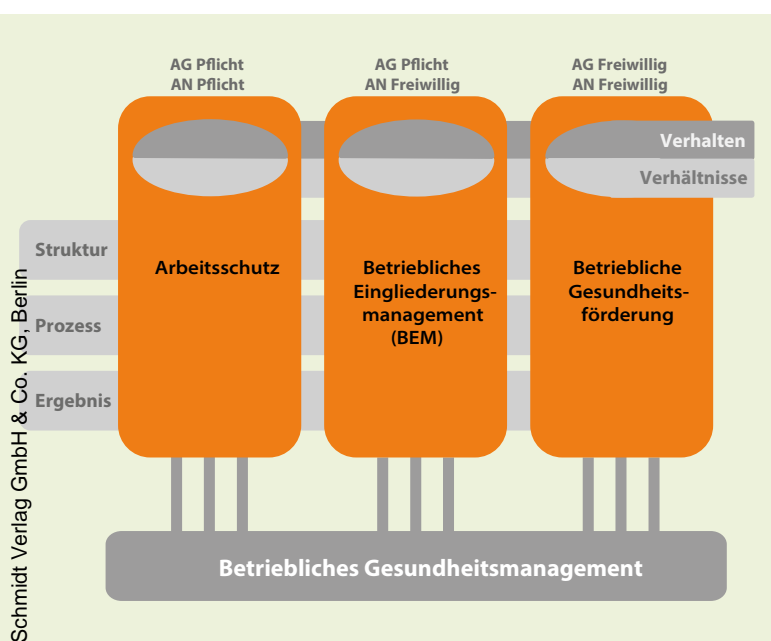 AG Pflicht
AN Pflicht
AG Pflicht
AN Freiwillig
AG Freiwillig
AN Freiwillig
Verhalten
Verhältnisse
Struktur
Prozess
Ergebnis
Arbeitsschutz
Betriebliches
Eingliederungs-
management
(BEM)
Betriebliche
Gesundheits-
förderung
Betriebliches Gesundheitsmanagement
Schmidt Verlag GmbH & Co. KG, Berlin